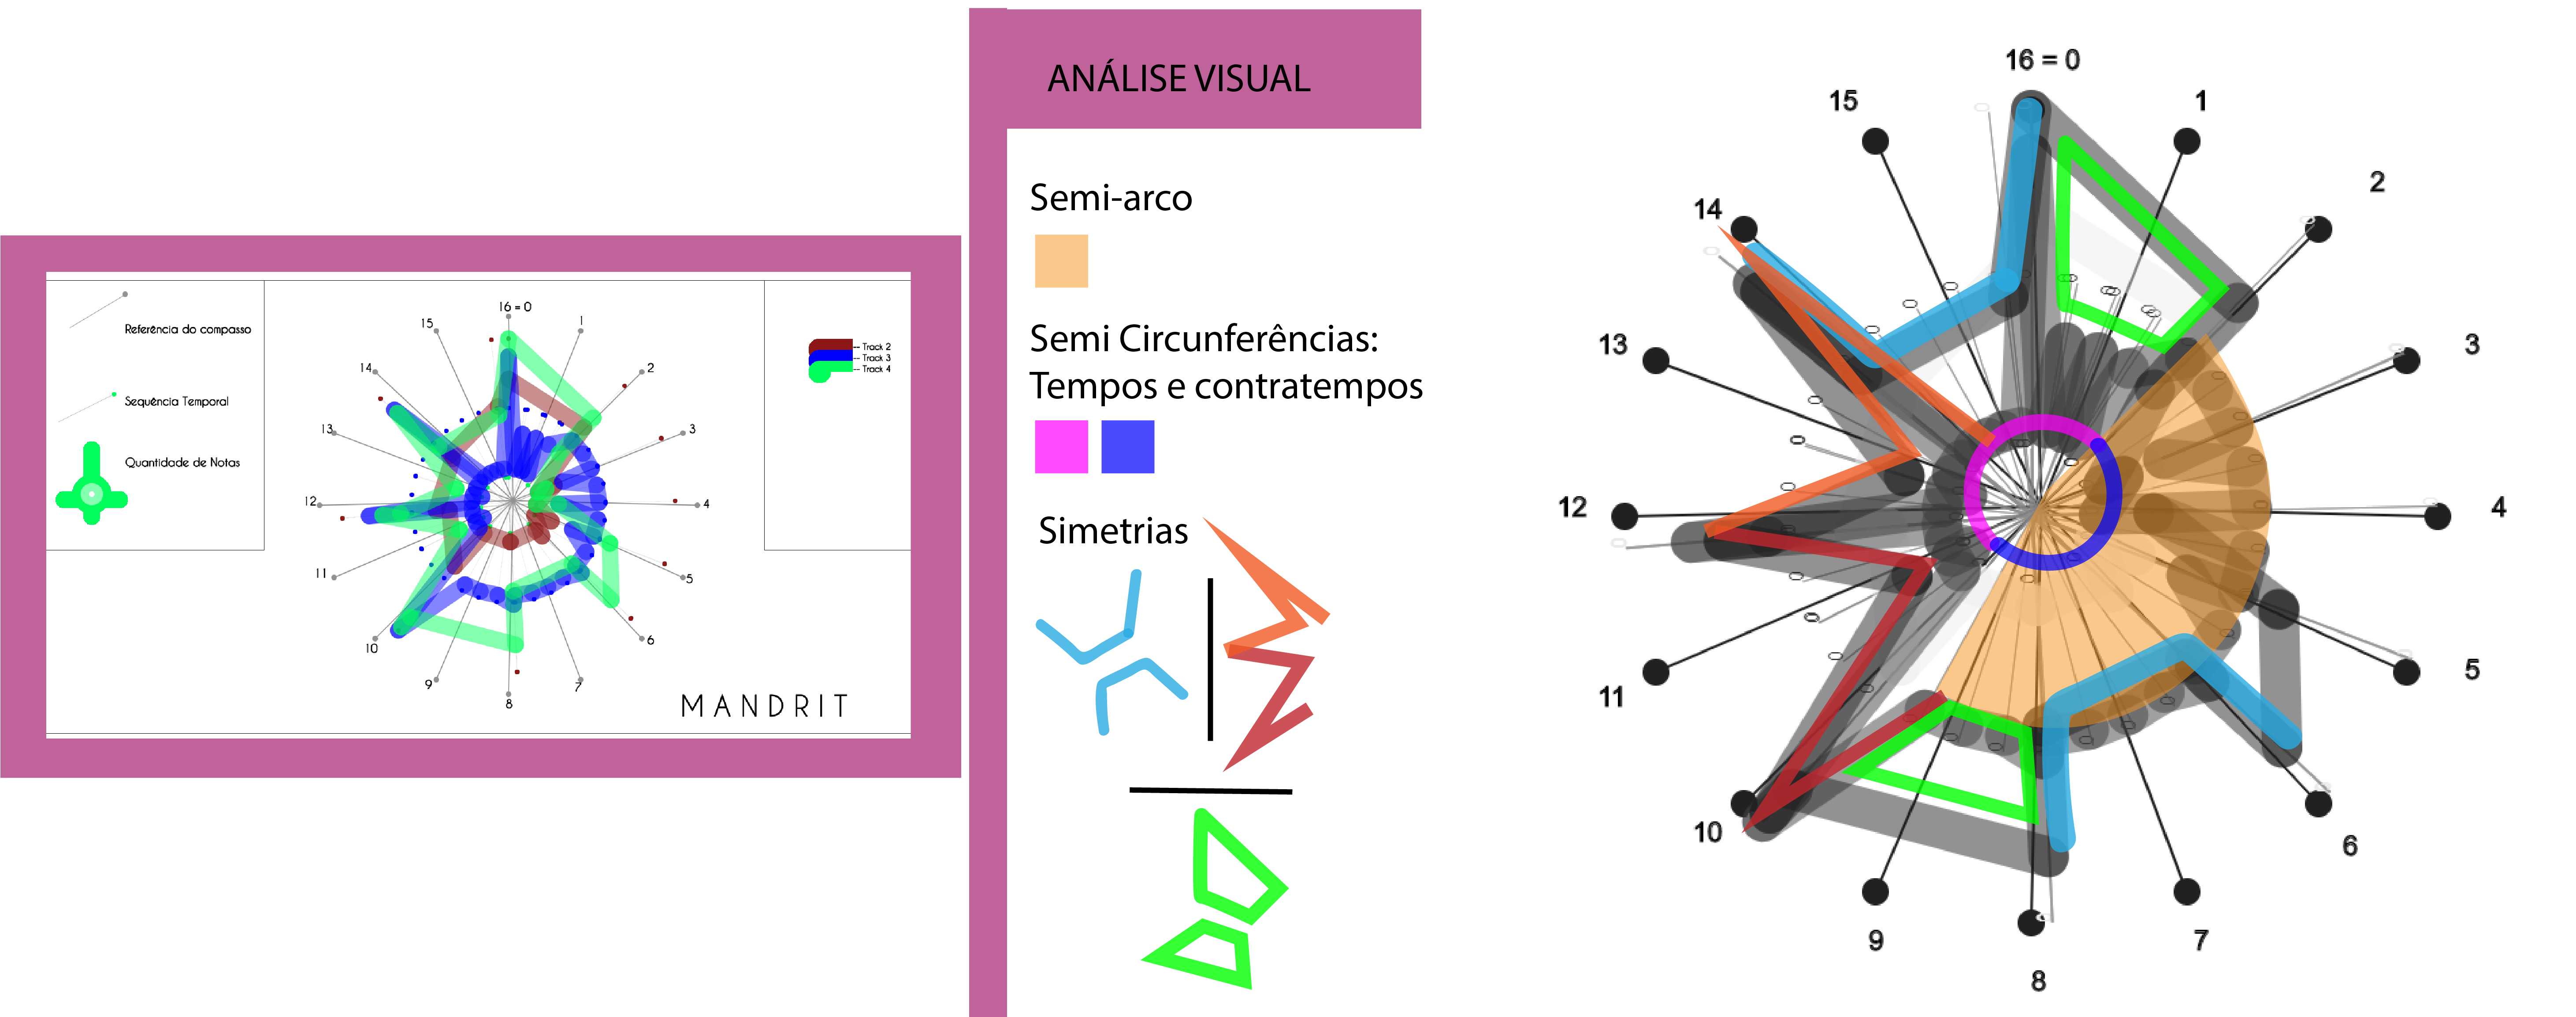 Referência do compasso
Sequência Temporal
Quantidade de Notas
16 = 0
1
2
3
4
5
6
7
8
9
10
11
12
13
14
15
Track 2
Track 3
Track 4
MANDRIT
ANÁLISE VISUAL
Semi-arco
Semi Circunferências:
Tempos e contratempos
Simetrias
16 = 0
1
2
3
4
5
6
7
8
9
10
11
12
13
14
15